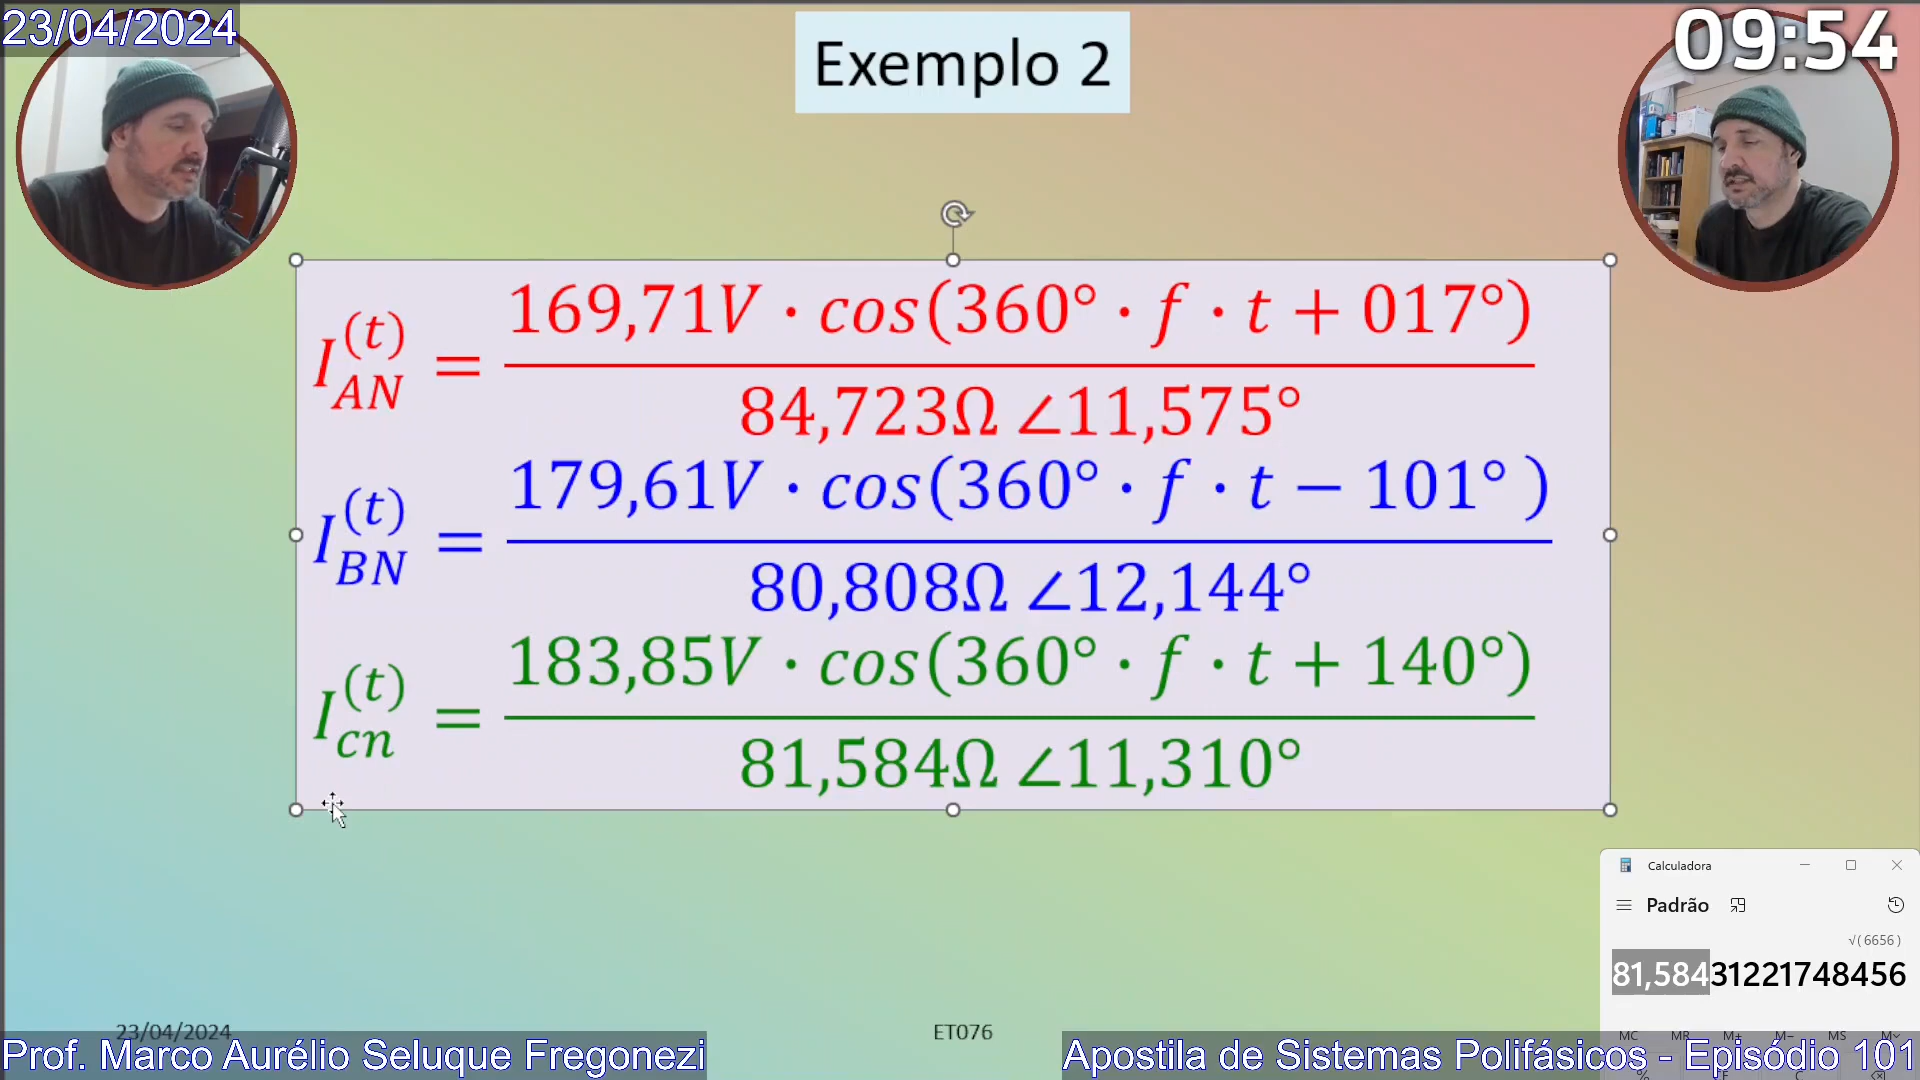 23/04/2024
09:54
Exemplo 2
I_{AN}^{(t)} = \frac{169,71V · cos(360° · f · t + 017°)}{84,723Ω ∠11,575°}
I_{BN}^{(t)} = \frac{179,61V · cos(360° · f · t − 101° )}{80,808Ω ∠12,144°}
I_{cn}^{(t)} = \frac{183,85V · cos(360° · f · t + 140°)}{81,584Ω ∠11,310°}
Calculadora
Padrão
√(6656)
81,58431221748456
MC MR M+ M− MS M˅
23/04/2024
ET076
Prof. Marco Aurélio Seluque Fregonezi
Apostila de Sistemas Polifásicos - Episódio 101